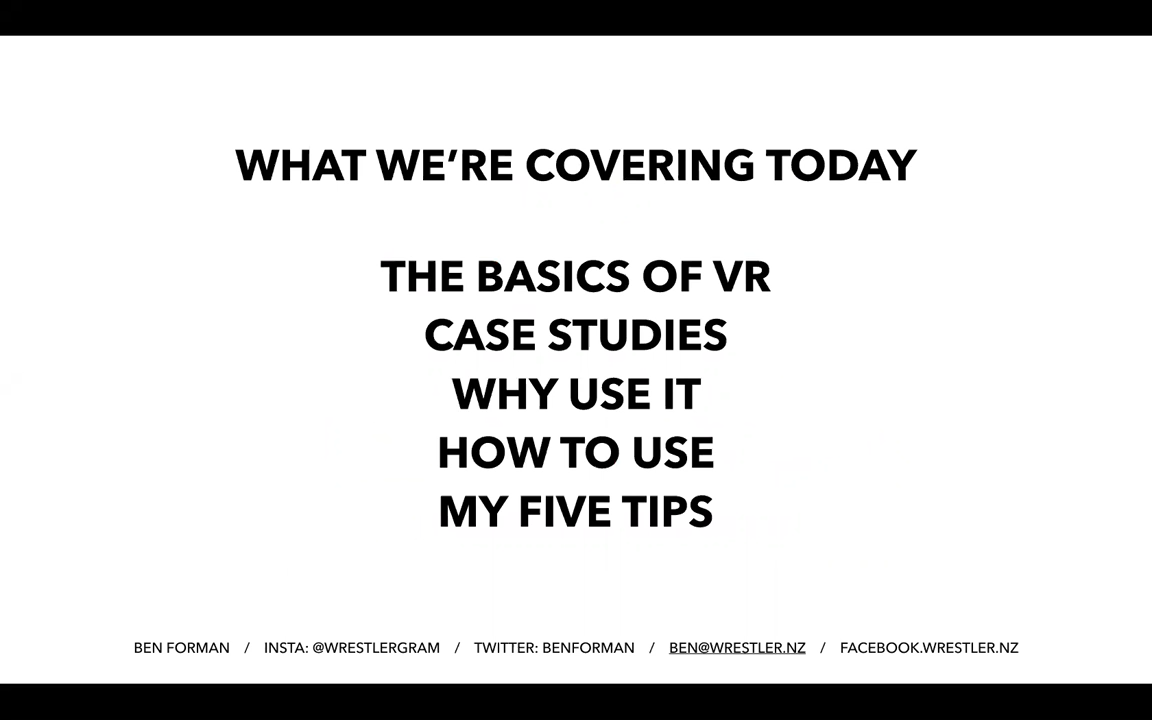 WHAT WE’RE COVERING TODAY
THE BASICS OF VR
CASE STUDIES
WHY USE IT
HOW TO USE
MY FIVE TIPS
BEN FORMAN / INSTA: @WRESTLERGRAM / TWITTER: BENFORMAN / BEN@WRESTLER.NZ / FACEBOOK.WRESTLER.NZ